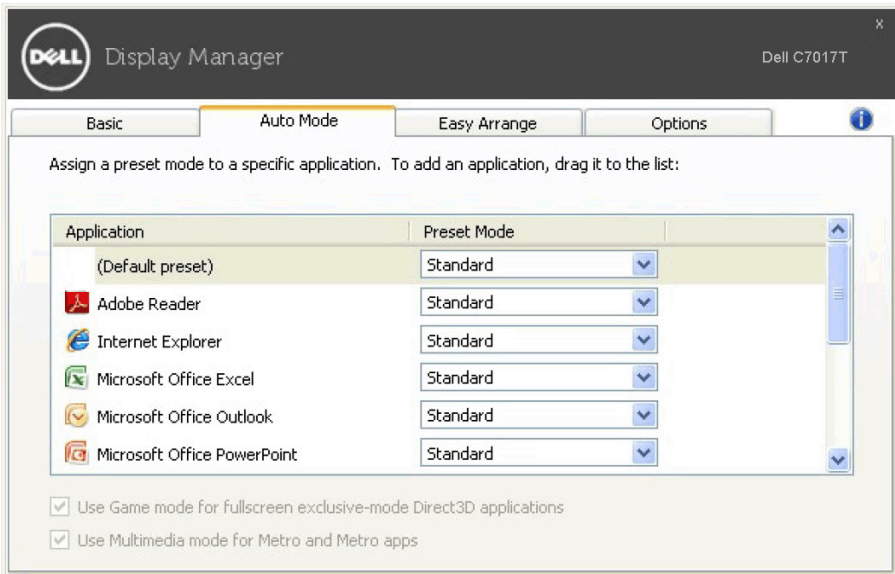 DELL Display Manager
x
Dell C7017T
Basic Auto Mode Easy Arrange Options
Assign a preset mode to a specific application. To add an application, drag it to the list:
Application Preset Mode
(Default preset) Standard
Adobe Reader Standard
Internet Explorer Standard
Microsoft Office Excel Standard
Microsoft Office Outlook Standard
Microsoft Office PowerPoint Standard
Use Game mode for fullscreen exclusive-mode Direct3D applications
Use Multimedia mode for Metro and Metro apps